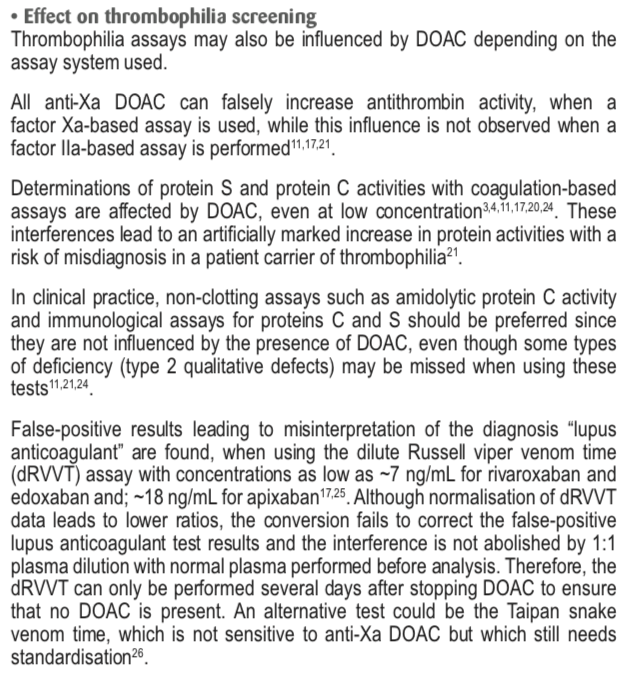 • Effect on thrombophilia screening
Thrombophilia assays may also be influenced by DOAC depending on the
assay system used.
All anti-Xa DOAC can falsely increase antithrombin activity, when a
factor Xa-based assay is used, while this influence is not observed when a
factor IIa-based assay is performed11,17,21.
Determinations of protein S and protein C activities with coagulation-based
assays are affected by DOAC, even at low concentration3,4,11,17,20,24. These
interferences lead to an artificially marked increase in protein activities with a
risk of misdiagnosis in a patient carrier of thrombophilia21.
In clinical practice, non-clotting assays such as amidolytic protein C activity
and immunological assays for proteins C and S should be preferred since
they are not influenced by the presence of DOAC, even though some types
of deficiency (type 2 qualitative defects) may be missed when using these
tests11,21,24.
False-positive results leading to misinterpretation of the diagnosis “lupus
anticoagulant” are found, when using the dilute Russell viper venom time
(dRVVT) assay with concentrations as low as ~7 ng/mL for rivaroxaban and
edoxaban and; ~18 ng/mL for apixaban17,25. Although normalisation of dRVVT
data leads to lower ratios, the conversion fails to correct the false-positive
lupus anticoagulant test results and the interference is not abolished by 1:1
plasma dilution with normal plasma performed before analysis. Therefore, the
dRVVT can only be performed several days after stopping DOAC to ensure
that no DOAC is present. An alternative test could be the Taipan snake
venom time, which is not sensitive to anti-Xa DOAC but which still needs
standardisation26.